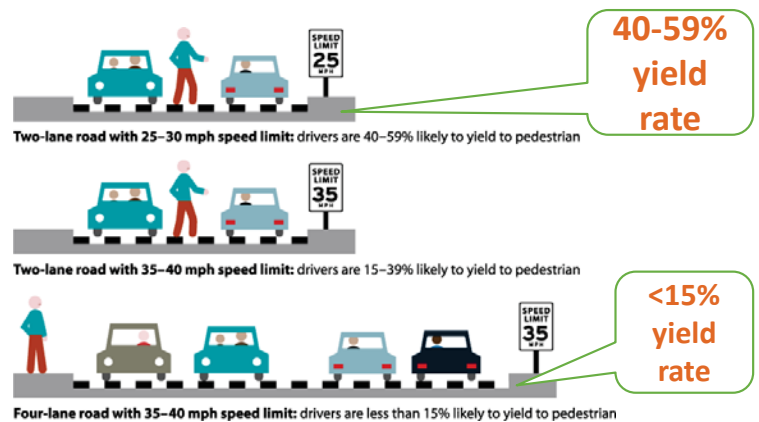 SPEED
LIMIT
25
MPH
40-59%
yield
rate
Two-lane road with 25–30 mph speed limit: drivers are 40–59% likely to yield to pedestrian
SPEED
LIMIT
35
MPH
Two-lane road with 35–40 mph speed limit: drivers are 15–39% likely to yield to pedestrian
<15%
yield
rate
SPEED
LIMIT
35
MPH
Four-lane road with 35–40 mph speed limit: drivers are less than 15% likely to yield to pedestrian